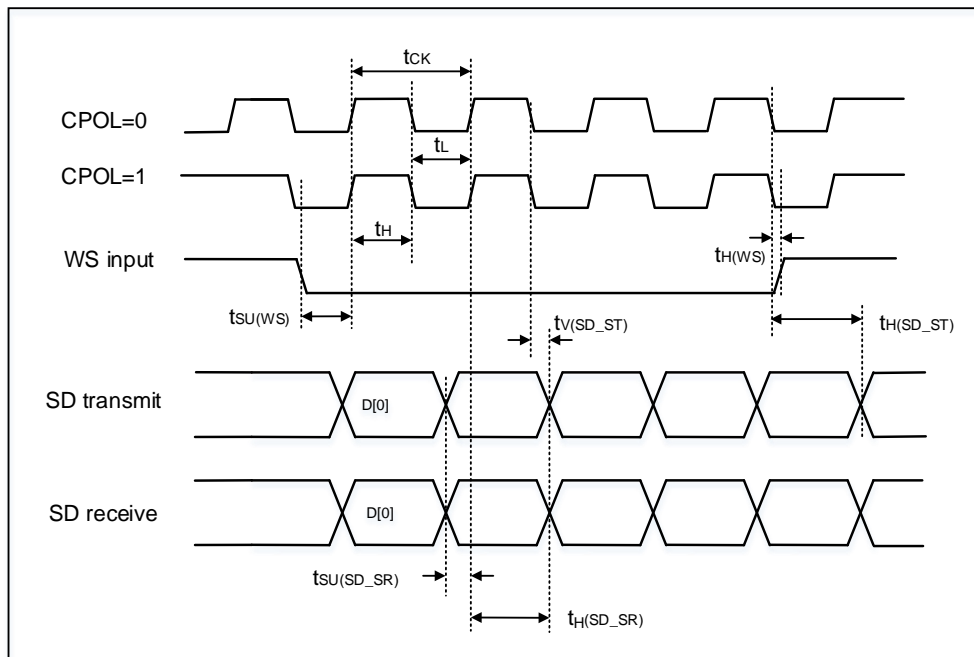 tCK
CPOL=0
tL
CPOL=1
tH
tH(WS)
WS input
tSU(WS)
tV(SD_ST)
tH(SD_ST)
SD transmit
D[0]
SD receive
D[0]
tSU(SD_SR)
tH(SD_SR)